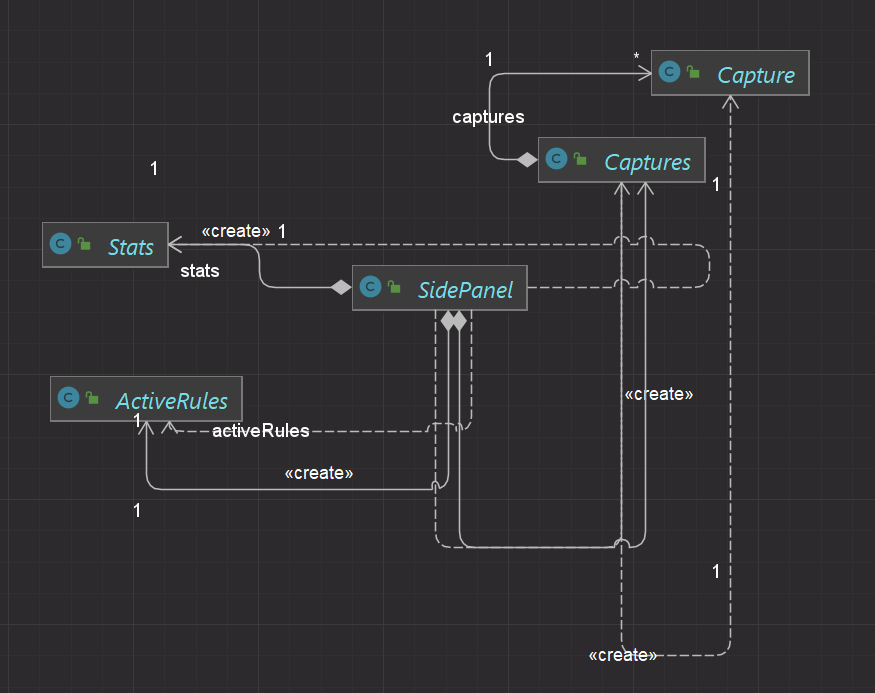 1
*
C Capture
captures
C Captures
1
1
«create» 1
C Stats
stats
C SidePanel
C ActiveRules
«create»
1
activeRules
«create»
1
1
«create»